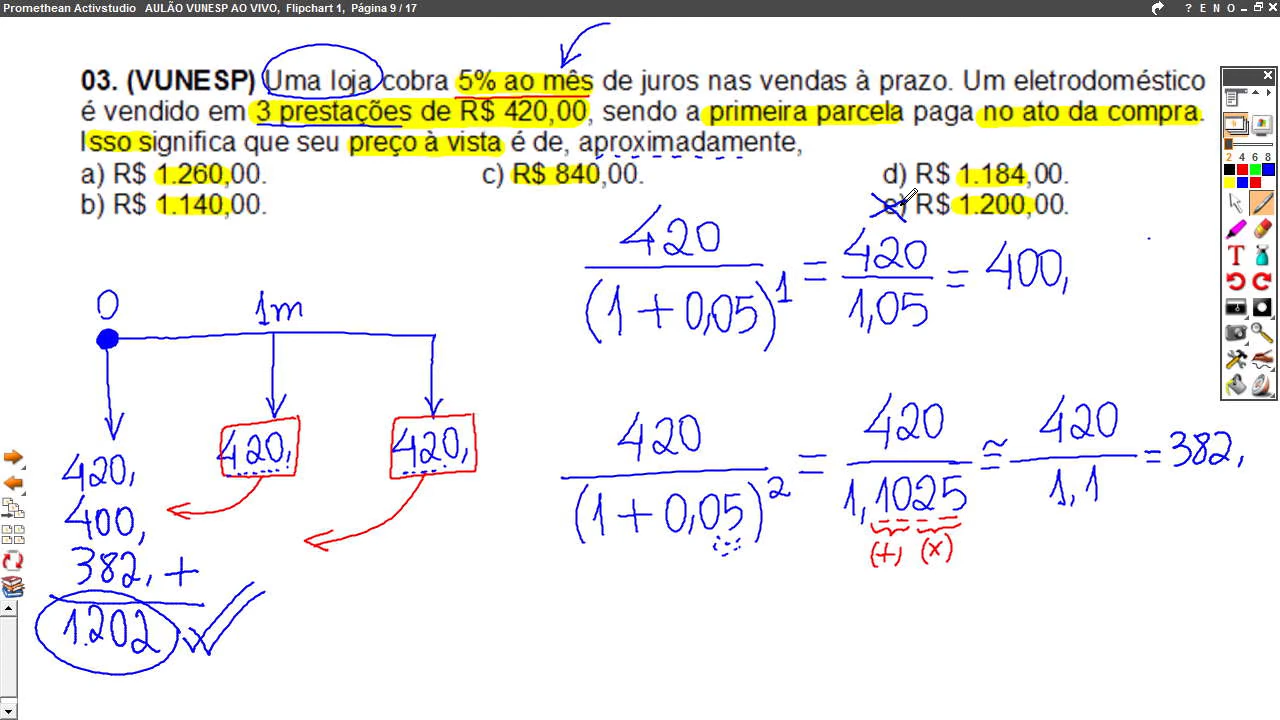 Promethean Activstudio AULÃO VUNESP AO VIVO, Flipchart 1, Página 9 / 17
? E N O
03. (VUNESP) Uma loja cobra 5% ao mês de juros nas vendas à prazo. Um eletrodoméstico
é vendido em 3 prestações de R$ 420,00, sendo a primeira parcela paga no ato da compra.
Isso significa que seu preço à vista é de, aproximadamente,
a) R$ 1.260,00. c) R$ 840,00. d) R$ 1.184,00.
b) R$ 1.140,00. e) R$ 1.200,00.
2 4 6 8
T
420 / (1 + 0,05)^1 = 420 / 1,05 = 400,
0 1m
420, 420, 420,
400,
382, +
1.202
420 / (1 + 0,05)^2 = 420 / 1,1025 ≅ 420 / 1,1 = 382,
(+) (x)